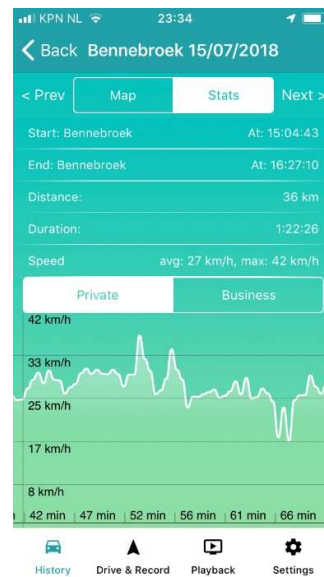 KPN NL 23:34
Back Bennebroek 15/07/2018
< Prev Map Stats Next >
Start: Bennebroek At: 15:04:43
End: Bennebroek At: 16:27:10
Distance: 36 km
Duration: 1:22:26
Speed avg: 27 km/h, max: 42 km/h
Private Business
42 km/h
33 km/h
25 km/h
17 km/h
8 km/h
42 min 47 min 52 min 56 min 61 min 66 min
History Drive & Record Playback Settings